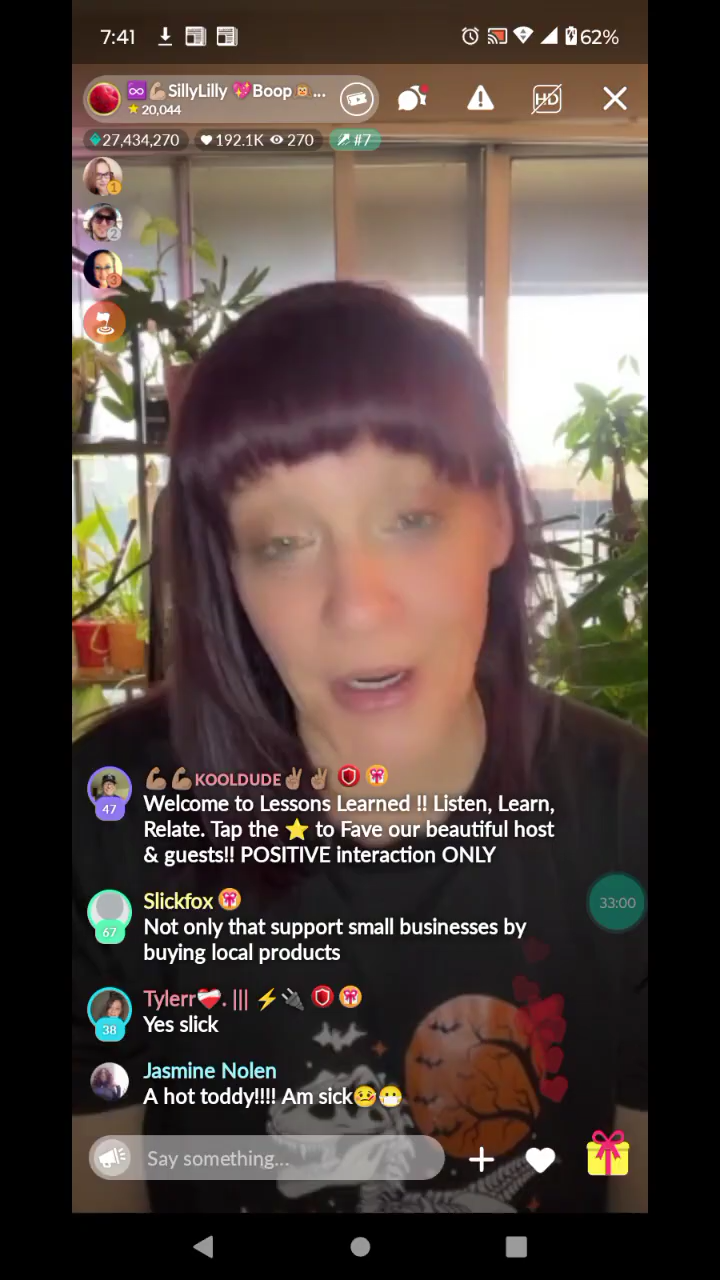 7:41
62%
SillyLilly 💖Boop🙊...
20,044
HD
27,434,270
192.1K
270
#7
1
2
3
💪🏽💪🏽KOOLDUDE✌🏽✌🏽
47
Welcome to Lessons Learned !! Listen, Learn,
Relate. Tap the ⭐ to Fave our beautiful host
& guests!! POSITIVE interaction ONLY
Slickfox
67
Not only that support small businesses by
buying local products
33:00
Tylerr❤️‍🩹. ||| ⚡🔌
38
Yes slick
Jasmine Nolen
A hot toddy!!!! Am sick🤒😷
Say something...